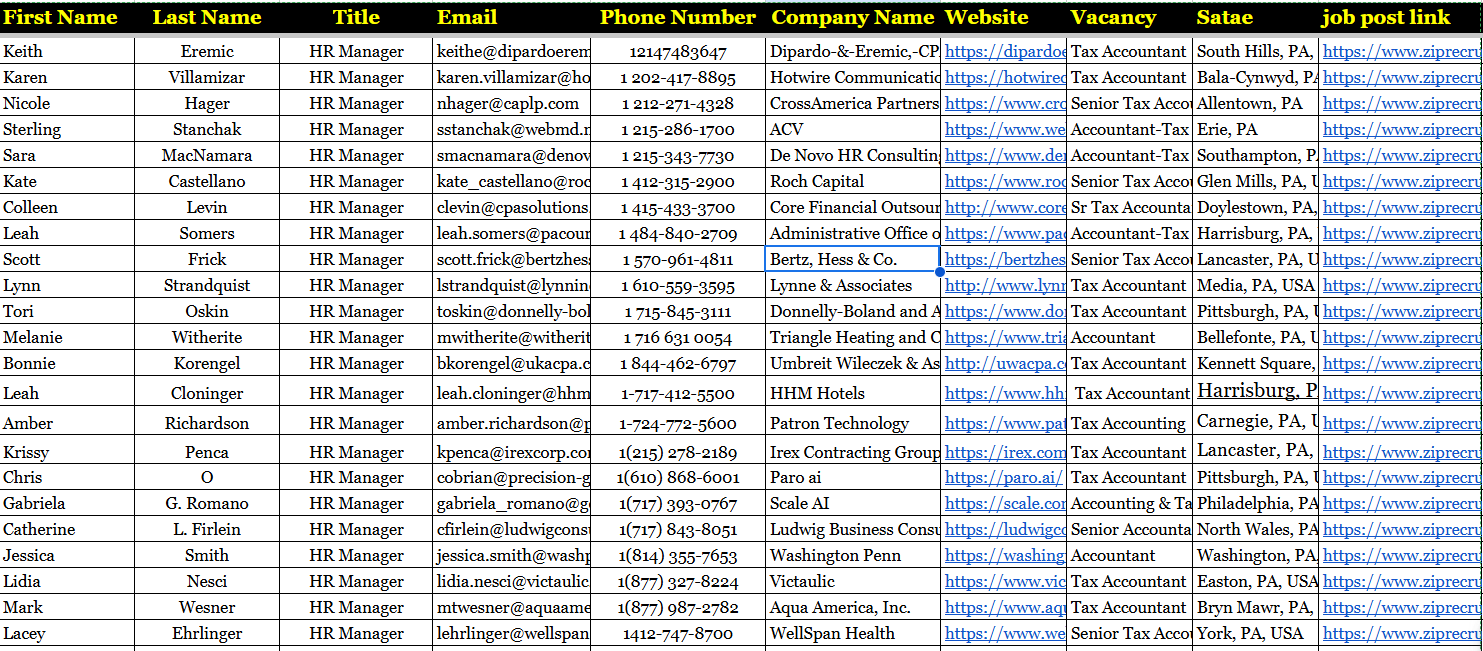 First Name Last Name Title Email Phone Number Company Name Website Vacancy Satae job post link
Keith Eremic HR Manager keithe@dipardoerem 12147483647 Dipardo-&-Eremic,-CP https://dipardoe Tax Accountant South Hills, PA, https://www.ziprecru
Karen Villamizar HR Manager karen.villamizar@ho 1 202-417-8895 Hotwire Communicatio https://hotwirec Tax Accountant Bala-Cynwyd, PA https://www.ziprecru
Nicole Hager HR Manager nhager@caplp.com 1 212-271-4328 CrossAmerica Partners https://www.cro Senior Tax Accou Allentown, PA https://www.ziprecru
Sterling Stanchak HR Manager sstanchak@webmd.n 1 215-286-1700 ACV https://www.we Accountant-Tax Erie, PA https://www.ziprecru
Sara MacNamara HR Manager smacnamara@denov 1 215-343-7730 De Novo HR Consulting https://www.der Accountant-Tax Southampton, PA https://www.ziprecru
Kate Castellano HR Manager kate_castellano@roc 1 412-315-2900 Roch Capital https://www.roc Senior Tax Accou Glen Mills, PA, U https://www.ziprecru
Colleen Levin HR Manager clevin@cpasolutions. 1 415-433-3700 Core Financial Outsour http://www.core Sr Tax Accounta Doylestown, PA, https://www.ziprecru
Leah Somers HR Manager leah.somers@pacour 1 484-840-2709 Administrative Office o https://www.pac Accountant-Tax Harrisburg, PA, https://www.ziprecru
Scott Frick HR Manager scott.frick@bertzhess 1 570-961-4811 Bertz, Hess & Co. https://bertzhes Senior Tax Accou Lancaster, PA, U https://www.ziprecru
Lynn Strandquist HR Manager lstrandquist@lynnin 1 610-559-3595 Lynne & Associates http://www.lynn Tax Accountant Media, PA, USA https://www.ziprecru
Tori Oskin HR Manager toskin@donnelly-bol 1 715-845-3111 Donnelly-Boland and A https://www.do Tax Accountant Pittsburgh, PA, U https://www.ziprecru
Melanie Witherite HR Manager mwitherite@witherit 1 716 631 0054 Triangle Heating and C https://www.tria Accountant Bellefonte, PA, U https://www.ziprecru
Bonnie Korengel HR Manager bkorengel@ukacpa.c 1 844-462-6797 Umbreit Wileczek & As http://uwacpa.co Tax Accountant Kennett Square, https://www.ziprecru
Leah Cloninger HR Manager leah.cloninger@hhm 1-717-412-5500 HHM Hotels https://www.hh Tax Accountant Harrisburg, P https://www.ziprecru
Amber Richardson HR Manager amber.richardson@p 1-724-772-5600 Patron Technology https://www.pat Tax Accounting Carnegie, PA, U https://www.ziprecru
Krissy Penca HR Manager kpenca@irexcorp.co 1(215) 278-2189 Irex Contracting Group https://irex.com Tax Accountant Lancaster, PA, https://www.ziprecru
Chris O HR Manager cobrian@precision-g 1(610) 868-6001 Paro ai https://paro.ai/ Tax Accountant Pittsburgh, PA, U https://www.ziprecru
Gabriela G. Romano HR Manager gabriela_romano@g 1(717) 393-0767 Scale AI https://scale.co Accounting & Ta Philadelphia, PA https://www.ziprecru
Catherine L. Firlein HR Manager cfirlein@ludwigconsu 1(717) 843-8051 Ludwig Business Consu https://ludwigco Senior Accounta North Wales, PA https://www.ziprecru
Jessica Smith HR Manager jessica.smith@washp 1(814) 355-7653 Washington Penn https://washing Accountant Washington, PA, https://www.ziprecru
Lidia Nesci HR Manager lidia.nesci@victaulic. 1(877) 327-8224 Victaulic https://www.vic Tax Accountant Easton, PA, USA https://www.ziprecru
Mark Wesner HR Manager mtwesner@aquaame 1(877) 987-2782 Aqua America, Inc. https://www.aqu Tax Accountant Bryn Mawr, PA, https://www.ziprecru
Lacey Ehrlinger HR Manager lehrlinger@wellspan 1412-747-8700 WellSpan Health https://www.we Senior Tax Accou York, PA, USA https://www.ziprecru